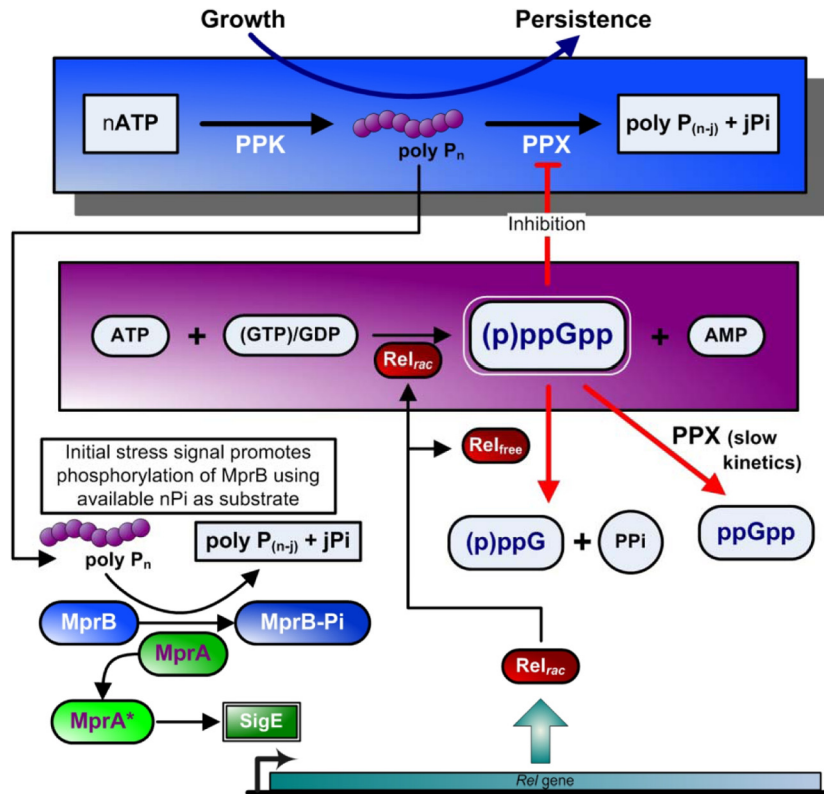 Growth
Persistence
nATP
PPK
poly Pn
PPX
poly P(n-j) + jPi
Inhibition
ATP
+
(GTP)/GDP
Relrac
(p)ppGpp
+
AMP
Relfree
PPX (slow
kinetics)
Initial stress signal promotes
phosphorylation of MprB using
available nPi as substrate
poly Pn
poly P(n-j) + jPi
(p)ppG
+
PPi
ppGpp
MprB
MprB-Pi
MprA
MprA*
SigE
Relrac
Rel gene